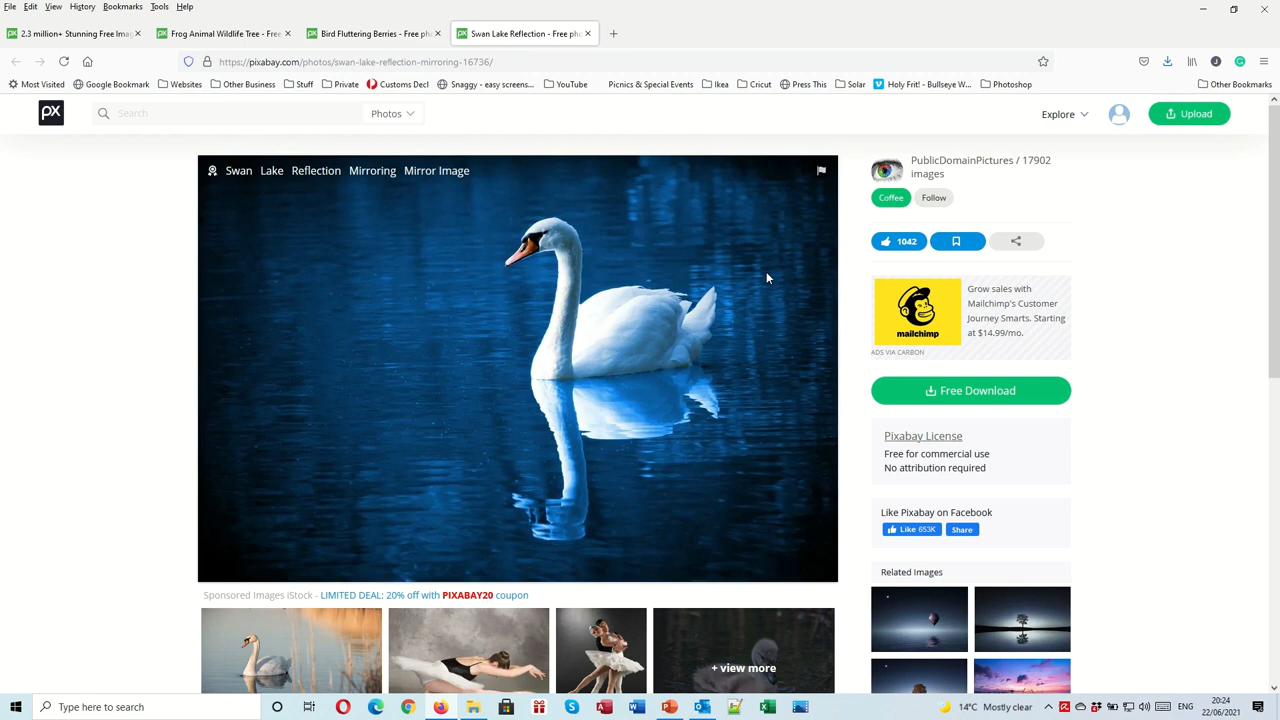 File Edit View History Bookmarks Tools Help
2.3 million+ Stunning Free Imag
Frog Animal Wildlife Tree - Free
Bird Fluttering Berries - Free pho
Swan Lake Reflection - Free pho
https://pixabay.com/photos/swan-lake-reflection-mirroring-16736/
Most Visited Google Bookmark Websites Other Business Stuff Private Customs Decl Snaggy - easy screens... YouTube Picnics & Special Events Ikea Cricut Press This Solar Holy Frit! - Bullseye W... Photoshop Other Bookmarks
px Search Photos Explore Upload
Swan Lake Reflection Mirroring Mirror Image
PublicDomainPictures / 17902
images
Coffee Follow
1042
mailchimp
Grow sales with
Mailchimp's Customer
Journey Smarts. Starting
at $14.99/mo.
ADS VIA CARBON
Free Download
Pixabay License
Free for commercial use
No attribution required
Like Pixabay on Facebook
Like 653K Share
Related Images
Sponsored Images iStock - LIMITED DEAL: 20% off with PIXABAY20 coupon
+ view more
Type here to search
14°C Mostly clear
ENG
20:24
22/06/2021